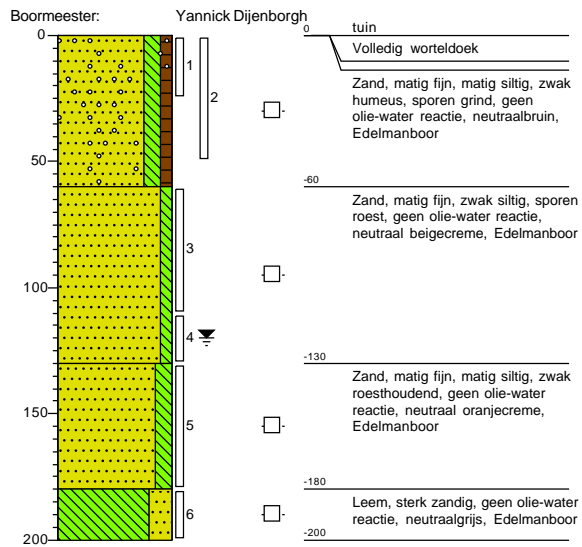 Boormeester: Yannick Dijenborgh
0
50
100
150
200
1
2
3
4
5
6
0 tuin
Volledig worteldoek
Zand, matig fijn, matig siltig, zwak
humeus, sporen grind, geen
olie-water reactie, neutraalbruin,
Edelmanboor
-60
Zand, matig fijn, zwak siltig, sporen
roest, geen olie-water reactie,
neutraal beigecreme, Edelmanboor
-130
Zand, matig fijn, matig siltig, zwak
roesthoudend, geen olie-water
reactie, neutraal oranjecreme,
Edelmanboor
-180
Leem, sterk zandig, geen olie-water
reactie, neutraalgrijs, Edelmanboor
-200